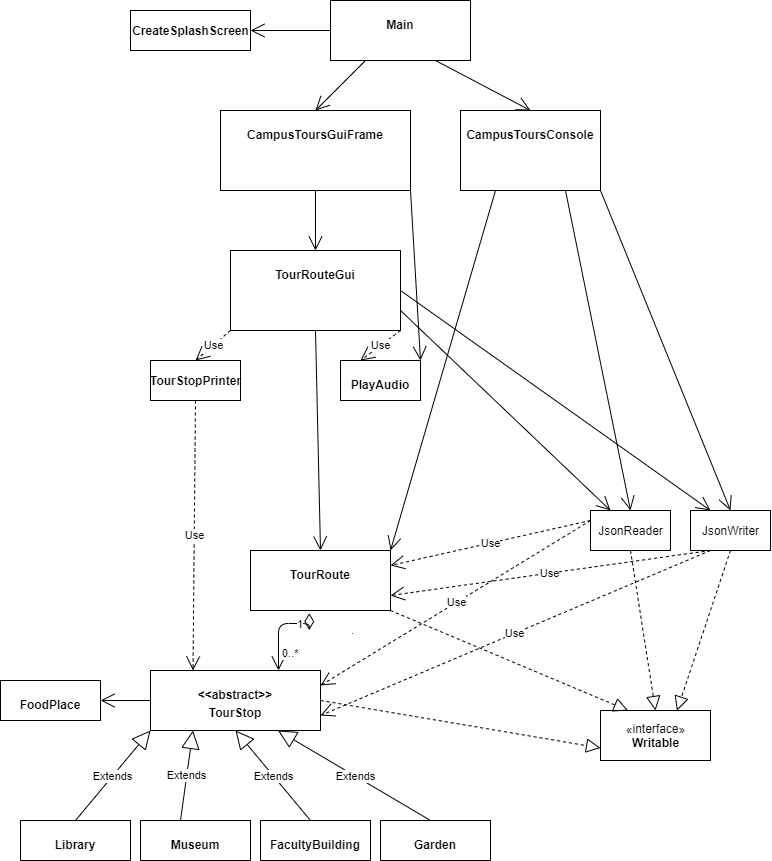 Main
CreateSplashScreen
CampusToursGuiFrame
CampusToursConsole
TourRouteGui
Use
Use
TourStopPrinter
PlayAudio
JsonReader
JsonWriter
Use
Use
TourRoute
Use
Use
1
Use
0..*
<<abstract>>
TourStop
FoodPlace
«interface»
Writable
Extends
Extends
Extends
Extends
Library
Museum
FacultyBuilding
Garden